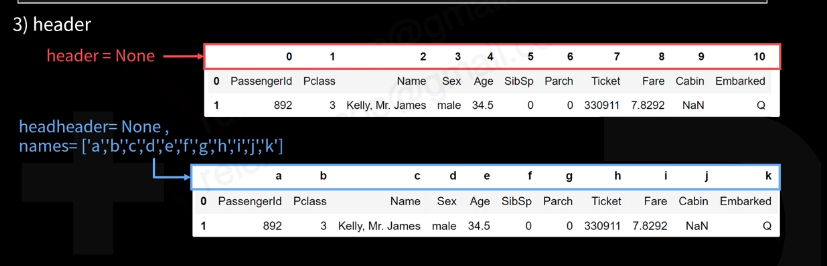 3) header
header = None
0 1 2 3 4 5 6 7 8 9 10
0 PassengerId Pclass Name Sex Age SibSp Parch Ticket Fare Cabin Embarked
1 892 3 Kelly, Mr. James male 34.5 0 0 330911 7.8292 NaN Q
headheader= None ,
names= ['a','b','c','d','e','f','g','h','i','j','k']
a b c d e f g h i j k
0 PassengerId Pclass Name Sex Age SibSp Parch Ticket Fare Cabin Embarked
1 892 3 Kelly, Mr. James male 34.5 0 0 330911 7.8292 NaN Q